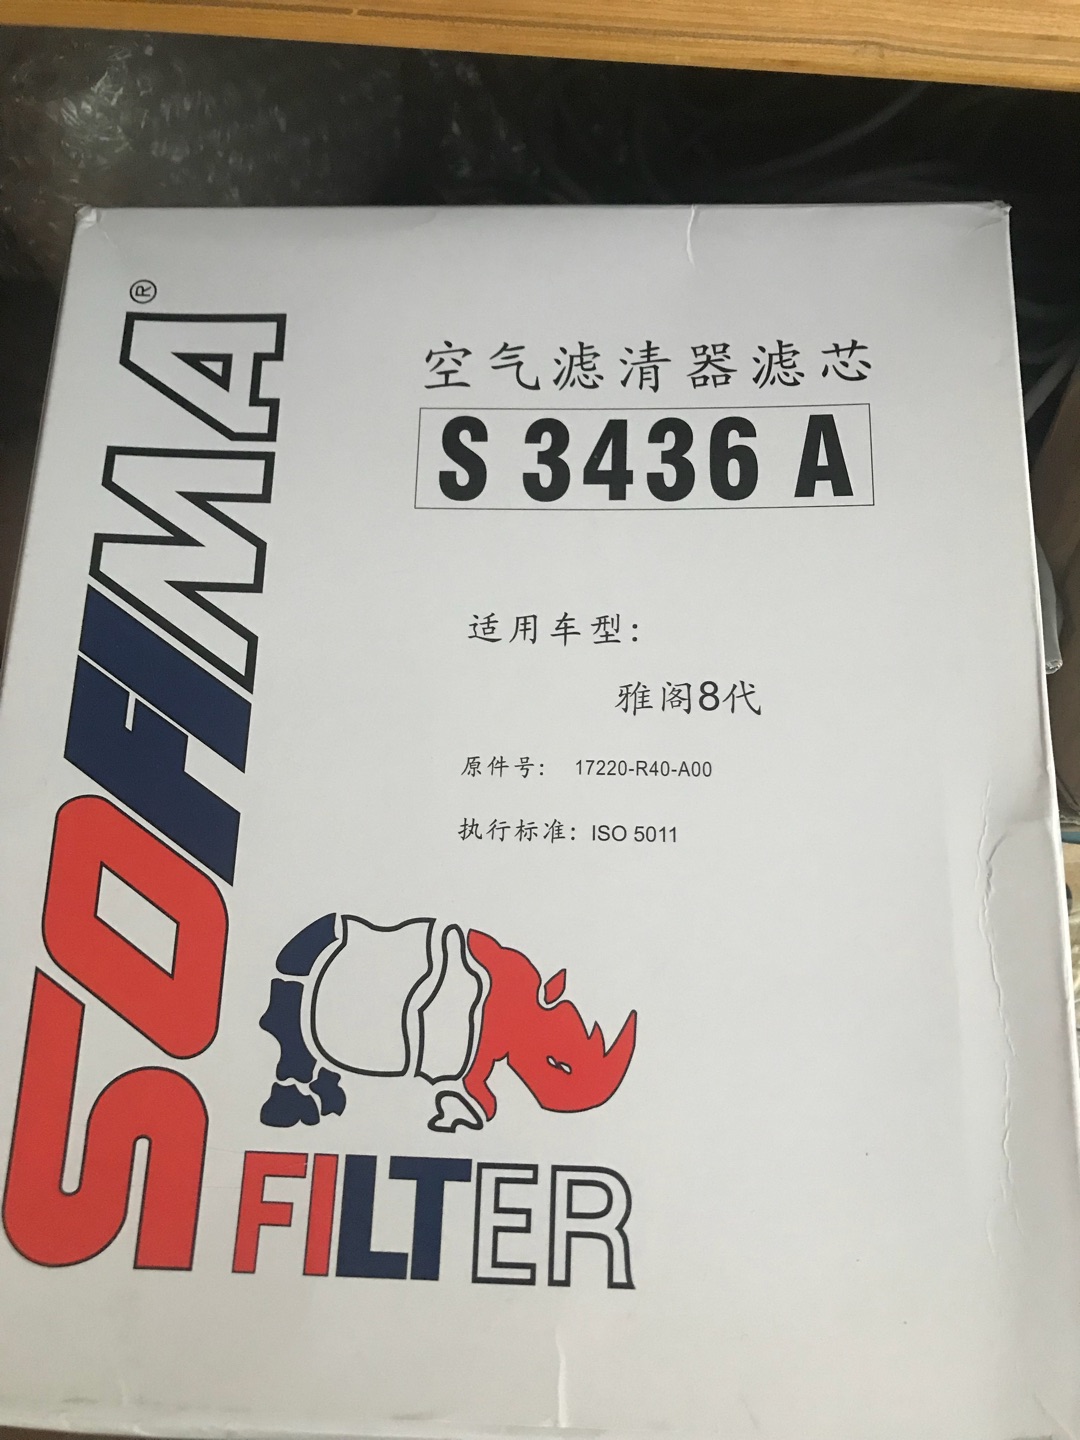 SOFIMA®
空气滤清器滤芯
S 3436 A
适用车型:
雅阁8代
原件号: 17220-R40-A00
执行标准: ISO 5011
FILTER